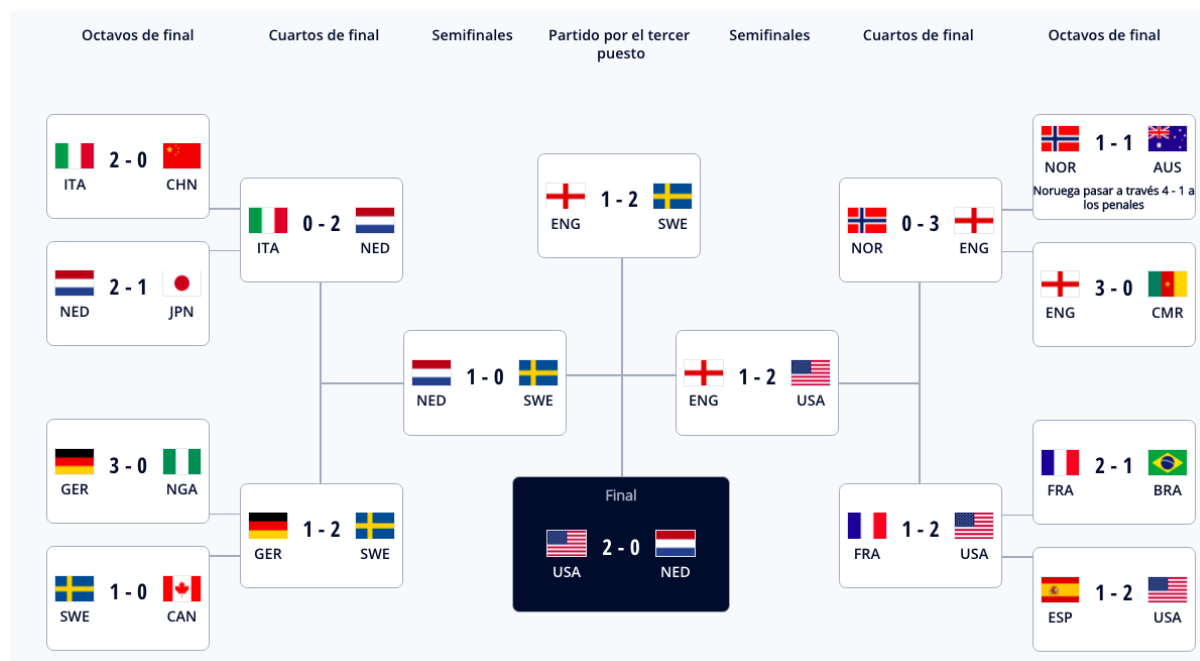 Octavos de final
Cuartos de final
Semifinales
Partido por el tercer
puesto
Semifinales
Cuartos de final
Octavos de final
2 - 0
ITA CHN
2 - 1
NED JPN
3 - 0
GER NGA
1 - 0
SWE CAN
0 - 2
ITA NED
1 - 2
GER SWE
1 - 0
NED SWE
1 - 2
ENG SWE
Final
2 - 0
USA NED
1 - 2
ENG USA
0 - 3
NOR ENG
1 - 2
FRA USA
1 - 1
NOR AUS
Noruega pasar a través 4 - 1 a
los penales
3 - 0
ENG CMR
2 - 1
FRA BRA
1 - 2
ESP USA